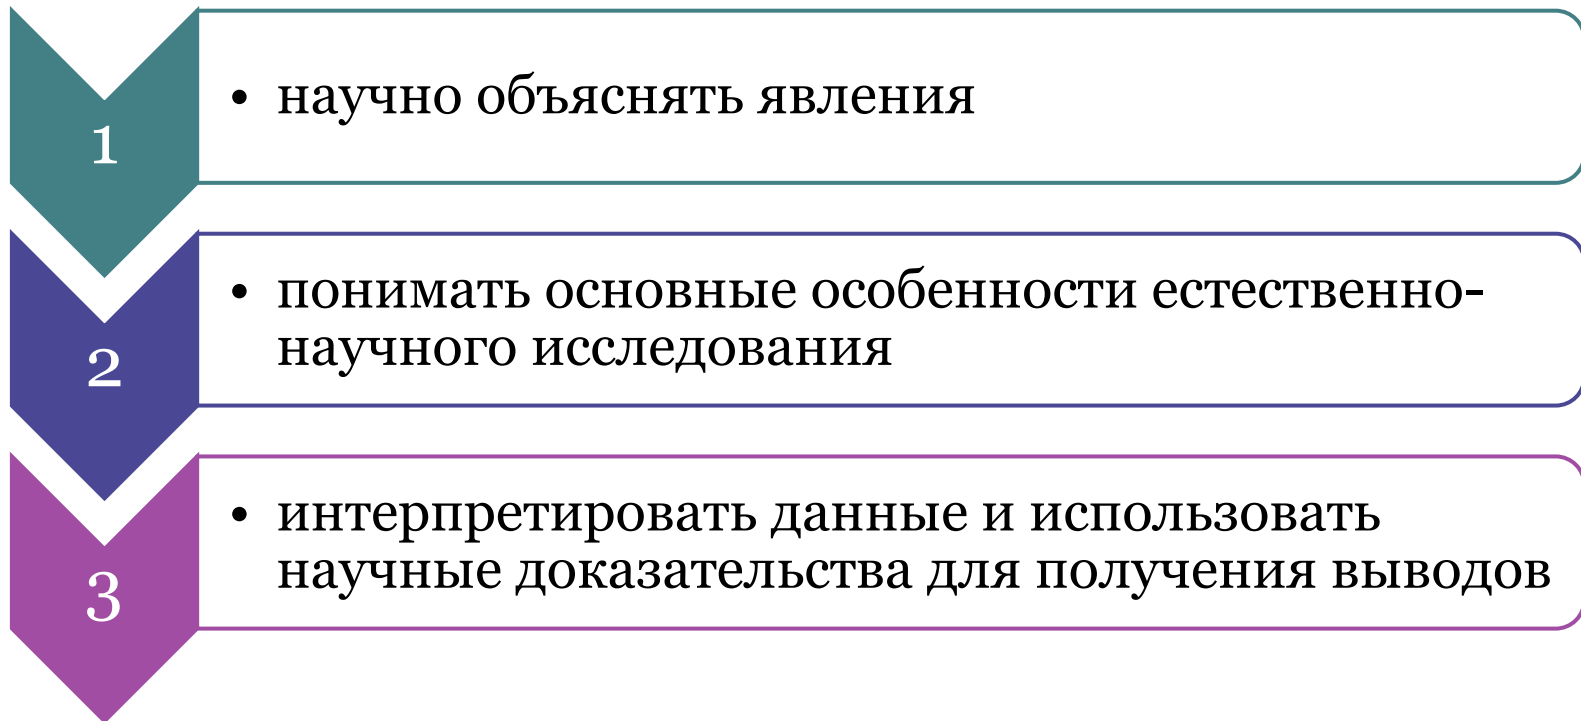 1
• научно объяснять явления
2
• понимать основные особенности естественно-
научного исследования
3
• интерпретировать данные и использовать
научные доказательства для получения выводов